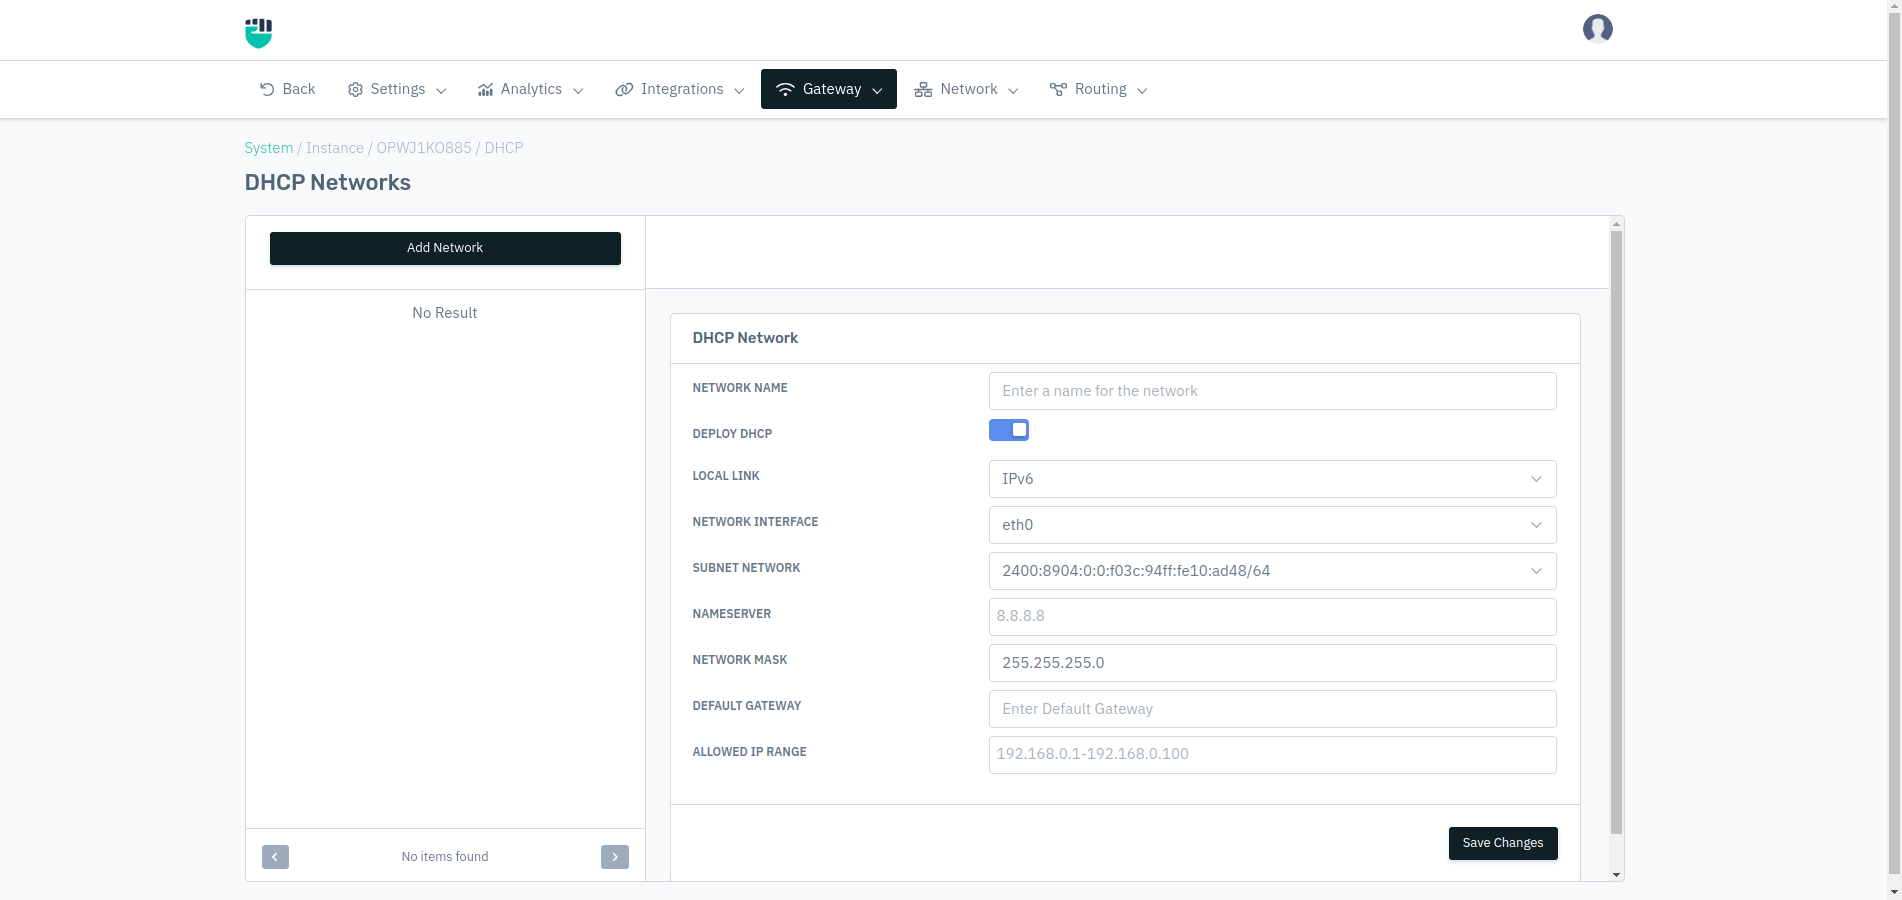 Back Settings Analytics Integrations Gateway Network Routing
System / Instance / OPWJ1KO885 / DHCP
DHCP Networks
Add Network
No Result
No items found
DHCP Network
NETWORK NAME Enter a name for the network
DEPLOY DHCP
LOCAL LINK IPv6
NETWORK INTERFACE eth0
SUBNET NETWORK 2400:8904:0:0:f03c:94ff:fe10:ad48/64
NAMESERVER 8.8.8.8
NETWORK MASK 255.255.255.0
DEFAULT GATEWAY Enter Default Gateway
ALLOWED IP RANGE 192.168.0.1-192.168.0.100
Save Changes